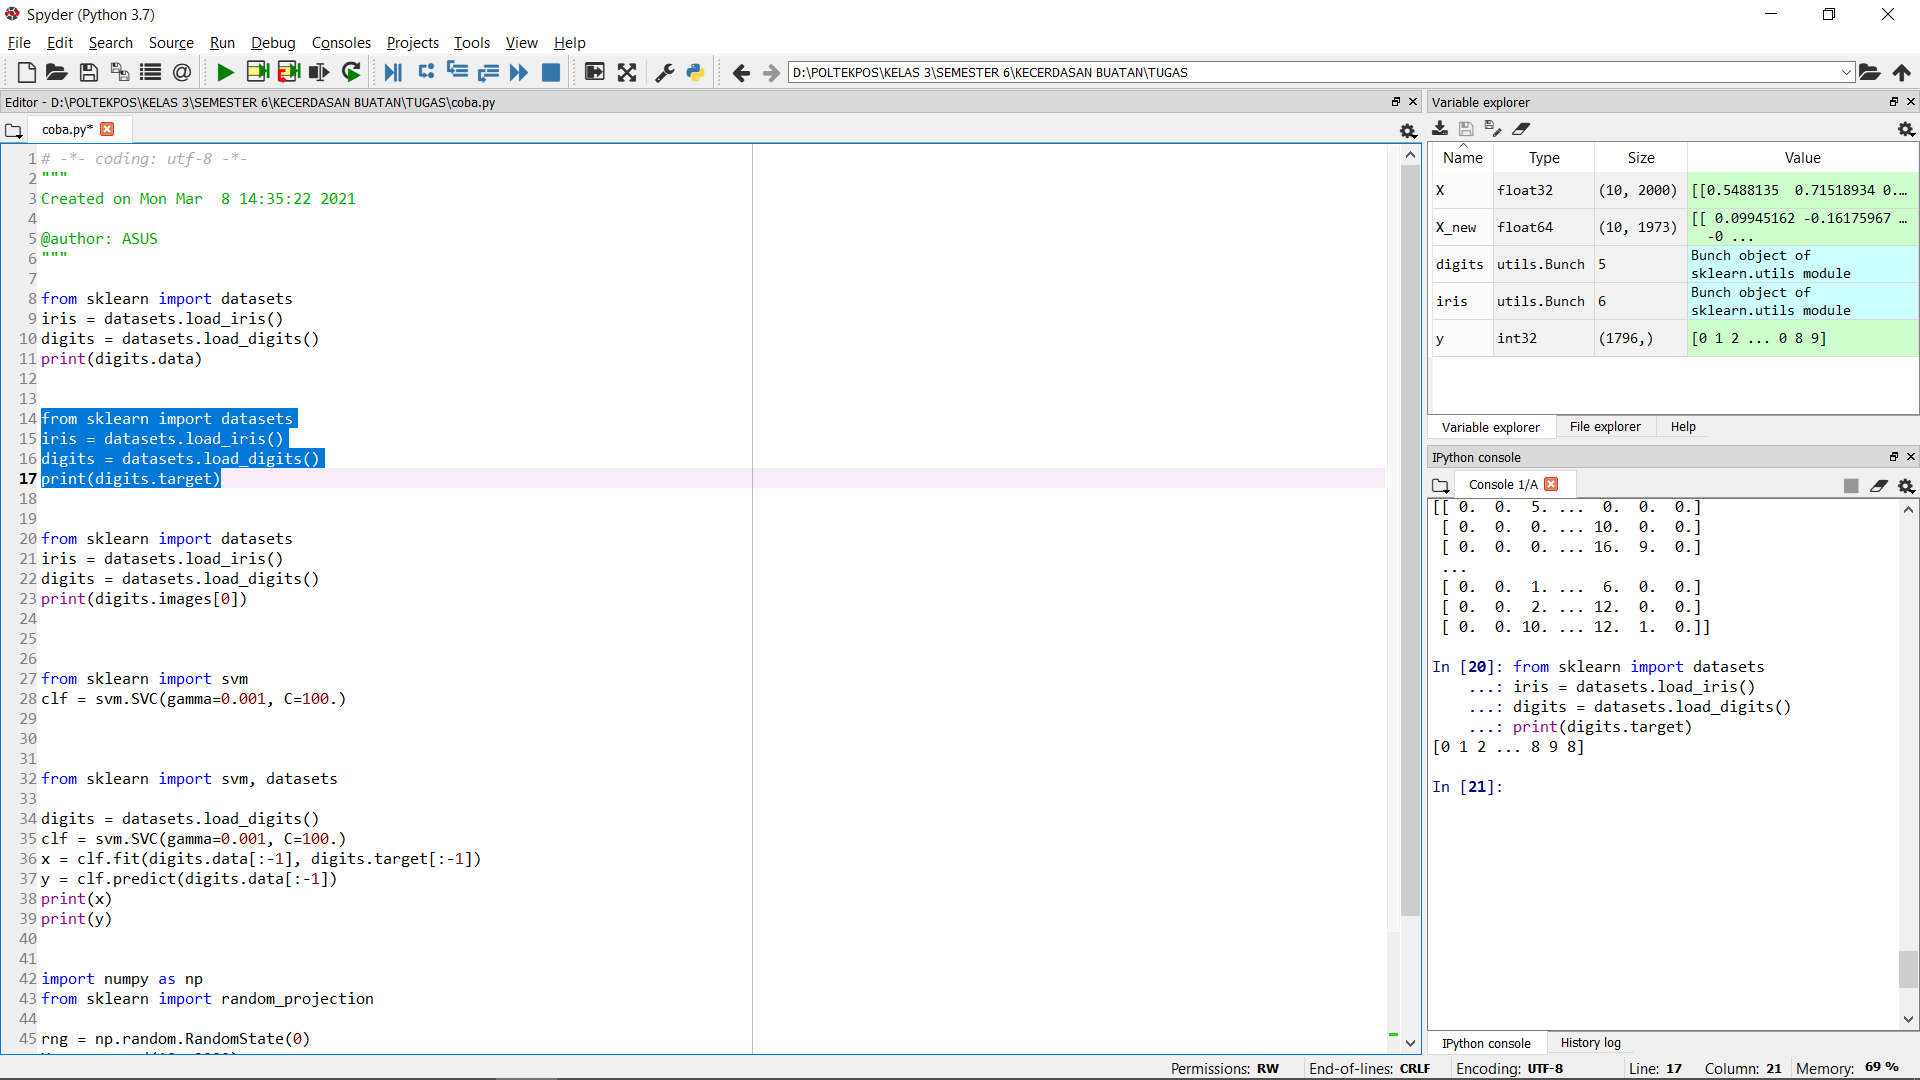 Spyder (Python 3.7)
File Edit Search Source Run Debug Consoles Projects Tools View Help
D:\POLTEKPOS\KELAS 3\SEMESTER 6\KECERDASAN BUATAN\TUGAS
Editor - D:\POLTEKPOS\KELAS 3\SEMESTER 6\KECERDASAN BUATAN\TUGAS\coba.py
coba.py*
1 # -*- coding: utf-8 -*-
2 """
3 Created on Mon Mar  8 14:35:22 2021
4
5 @author: ASUS
6 """
7
8 from sklearn import datasets
9 iris = datasets.load_iris()
10 digits = datasets.load_digits()
11 print(digits.data)
12
13
14 from sklearn import datasets
15 iris = datasets.load_iris()
16 digits = datasets.load_digits()
17 print(digits.target)
18
19
20 from sklearn import datasets
21 iris = datasets.load_iris()
22 digits = datasets.load_digits()
23 print(digits.images[0])
24
25
26
27 from sklearn import svm
28 clf = svm.SVC(gamma=0.001, C=100.)
29
30
31
32 from sklearn import svm, datasets
33
34 digits = datasets.load_digits()
35 clf = svm.SVC(gamma=0.001, C=100.)
36 x = clf.fit(digits.data[:-1], digits.target[:-1])
37 y = clf.predict(digits.data[:-1])
38 print(x)
39 print(y)
40
41
42 import numpy as np
43 from sklearn import random_projection
44
45 rng = np.random.RandomState(0)
Variable explorer
Name Type Size Value
X float32 (10, 2000) [[0.5488135  0.71518934 0...
X_new float64 (10, 1973) [[ 0.09945162 -0.16175967 …
-0 ...
digits utils.Bunch 5 Bunch object of
sklearn.utils module
iris utils.Bunch 6 Bunch object of
sklearn.utils module
y int32 (1796,) [0 1 2 ... 0 8 9]
Variable explorer File explorer Help
IPython console
Console 1/A
[[ 0.  0.  5. ...  0.  0.  0.]
[ 0.  0.  0. ... 10.  0.  0.]
[ 0.  0.  0. ... 16.  9.  0.]
...
[ 0.  0.  1. ...  6.  0.  0.]
[ 0.  0.  2. ... 12.  0.  0.]
[ 0.  0. 10. ... 12.  1.  0.]]
In [20]: from sklearn import datasets
...: iris = datasets.load_iris()
...: digits = datasets.load_digits()
...: print(digits.target)
[0 1 2 ... 8 9 8]
In [21]:
IPython console History log
Permissions: RW End-of-lines: CRLF Encoding: UTF-8 Line: 17 Column: 21 Memory: 69 %